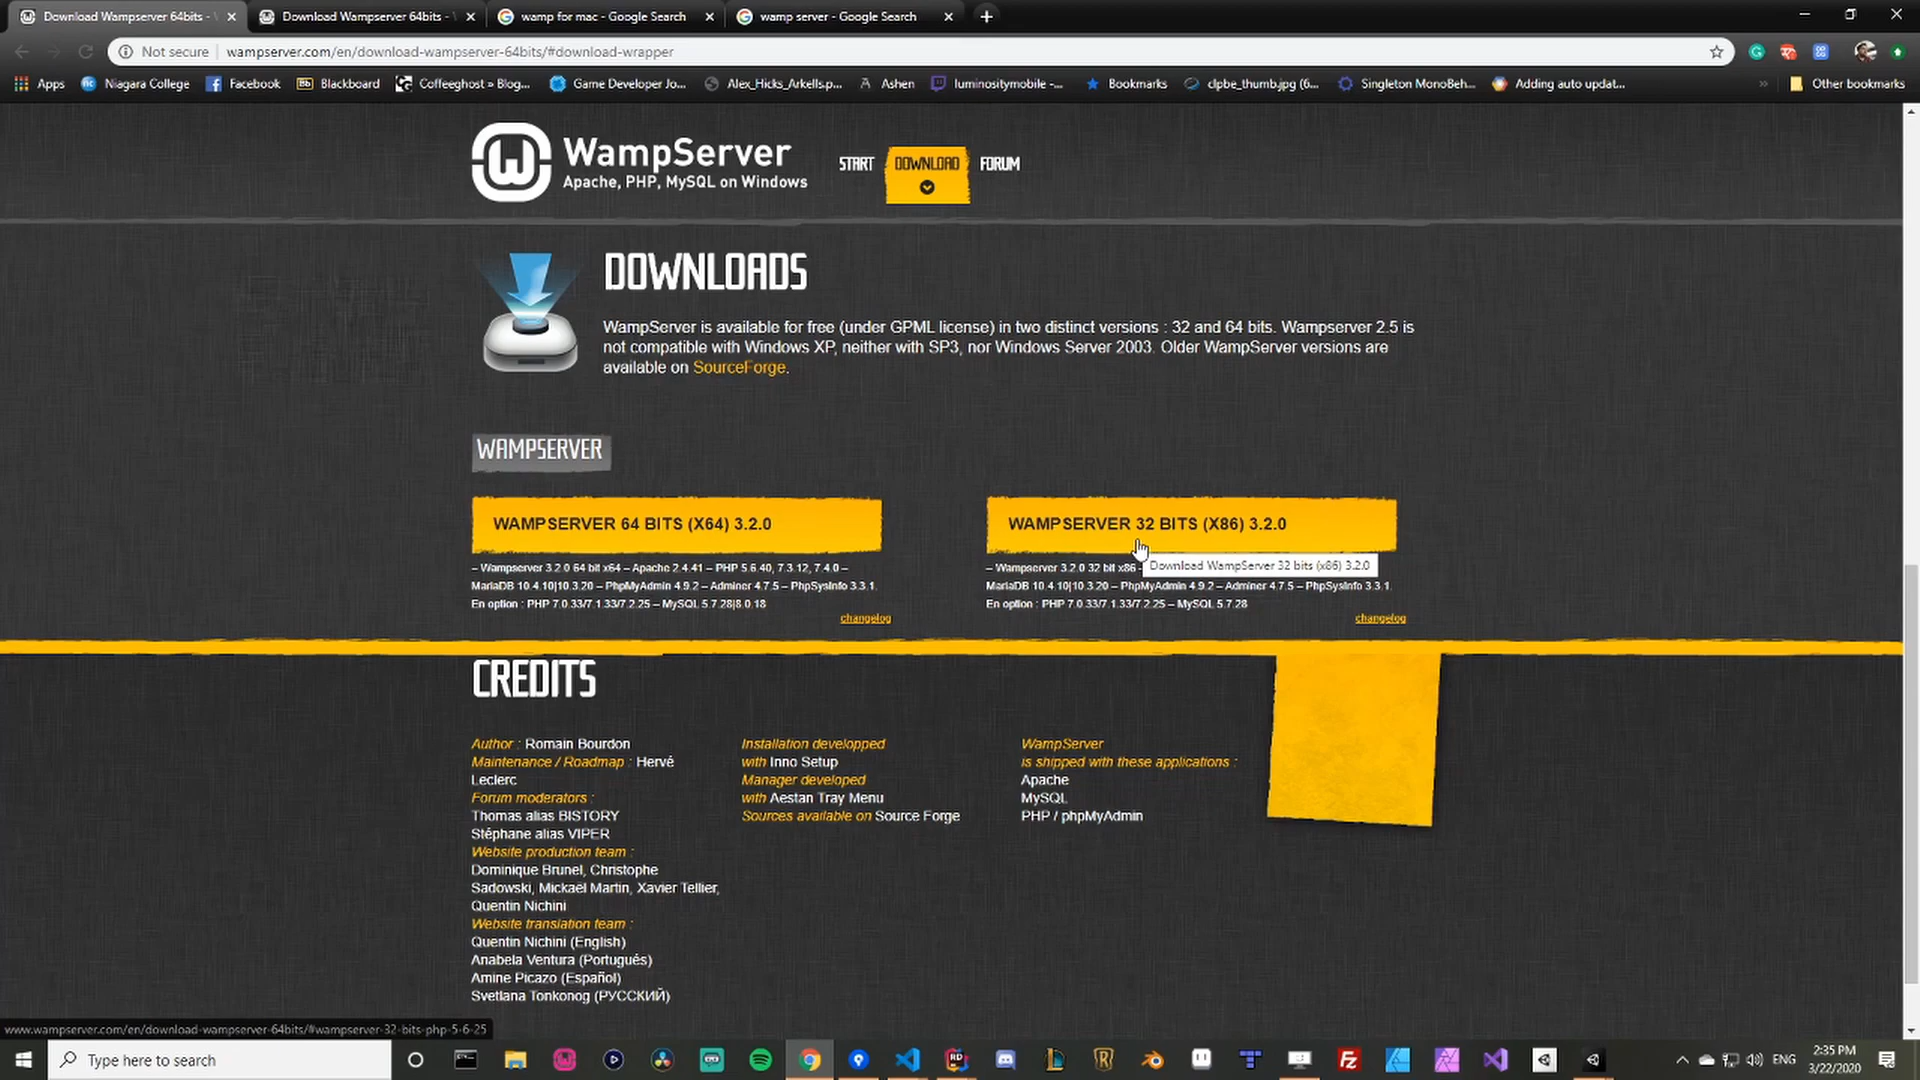 Download Wampserver 64bits -
Download Wampserver 64bits -
wamp for mac - Google Search
wamp server - Google Search
Not secure
wampserver.com/en/download-wampserver-64bits/#download-wrapper
Apps
Niagara College
Facebook
Blackboard
Coffeeghost » Blog...
Game Developer Jo...
Alex_Hicks_Arkells.p...
Ashen
luminositymobile -...
Bookmarks
clpbe_thumb.jpg (6...
Singleton MonoBeh...
Adding auto updat...
Other bookmarks
WampServer
Apache, PHP, MySQL on Windows
START
DOWNLOAD
FORUM
DOWNLOADS
WampServer is available for free (under GPML license) in two distinct versions : 32 and 64 bits. Wampserver 2.5 is
not compatible with Windows XP, neither with SP3, nor Windows Server 2003. Older WampServer versions are
available on SourceForge.
WAMPSERVER
WAMPSERVER 64 BITS (X64) 3.2.0
– Wampserver 3.2.0 64 bit x64 – Apache 2.4.41 – PHP 5.6.40, 7.3.12, 7.4.0 –
MariaDB 10.4.10|10.3.20 – PhpMyAdmin 4.9.2 – Adminer 4.7.5 – PhpSysInfo 3.3.1.
En option : PHP 7.0.33/7.1.33/7.2.25 – MySQL 5.7.28|8.0.18
changelog
WAMPSERVER 32 BITS (X86) 3.2.0
– Wampserver 3.2.0 32 bit x86 -
Download WampServer 32 bits (x86) 3.2.0
MariaDB 10.4.10|10.3.20 – PhpMyAdmin 4.9.2 – Adminer 4.7.5 – PhpSysInfo 3.3.1.
En option : PHP 7.0.33/7.1.33/7.2.25 – MySQL 5.7.28
changelog
CREDITS
Author : Romain Bourdon
Maintenance / Roadmap : Hervé
Leclerc
Forum moderators :
Thomas alias BISTORY
Stéphane alias VIPER
Website production team :
Dominique Brunel, Christophe
Sadowski, Mickaël Martin, Xavier Tellier,
Quentin Nichini
Website translation team :
Quentin Nichini (English)
Anabela Ventura (Português)
Amine Picazo (Español)
Svetlana Tonkonog (РУССКИЙ)
Installation developped
with Inno Setup
Manager developed
with Aestan Tray Menu
Sources available on Source Forge
WampServer
is shipped with these applications :
Apache
MySQL
PHP / phpMyAdmin
www.wampserver.com/en/download-wampserver-64bits/#wampserver-32-bits-php-5-6-25
Type here to search
ENG
2:35 PM
3/22/2020